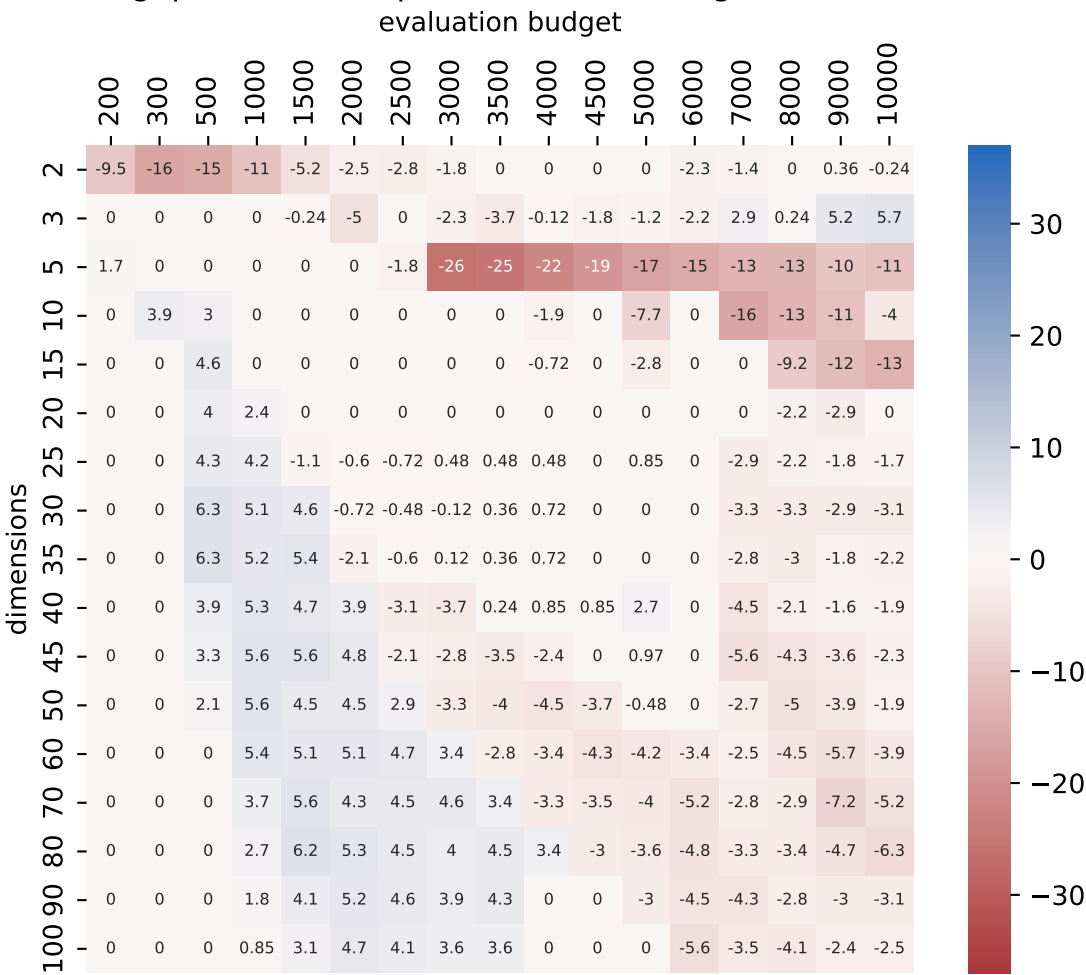 evaluation budget
200 300 500 1000 1500 2000 2500 3000 3500 4000 4500 5000 6000 7000 8000 9000 10000
2 -9.5 -16 -15 -11 -5.2 -2.5 -2.8 -1.8 0 0 0 0 -2.3 -1.4 0 0.36 -0.24
3 0 0 0 0 -0.24 -5 0 -2.3 -3.7 -0.12 -1.8 -1.2 -2.2 2.9 0.24 5.2 5.7
5 1.7 0 0 0 0 0 -1.8 -26 -25 -22 -19 -17 -15 -13 -13 -10 -11
10 0 3.9 3 0 0 0 0 0 0 -1.9 0 -7.7 0 -16 -13 -11 -4
15 0 0 4.6 0 0 0 0 0 0 -0.72 0 -2.8 0 0 -9.2 -12 -13
20 0 0 4 2.4 0 0 0 0 0 0 0 0 0 0 -2.2 -2.9 0
25 0 0 4.3 4.2 -1.1 -0.6 -0.72 0.48 0.48 0.48 0 0.85 0 -2.9 -2.2 -1.8 -1.7
30 0 0 6.3 5.1 4.6 -0.72 -0.48 -0.12 0.36 0.72 0 0 0 -3.3 -3.3 -2.9 -3.1
35 0 0 6.3 5.2 5.4 -2.1 -0.6 0.12 0.36 0.72 0 0 0 -2.8 -3 -1.8 -2.2
40 0 0 3.9 5.3 4.7 3.9 -3.1 -3.7 0.24 0.85 0.85 2.7 0 -4.5 -2.1 -1.6 -1.9
45 0 0 3.3 5.6 5.6 4.8 -2.1 -2.8 -3.5 -2.4 0 0.97 0 -5.6 -4.3 -3.6 -2.3
50 0 0 2.1 5.6 4.5 4.5 2.9 -3.3 -4 -4.5 -3.7 -0.48 0 -2.7 -5 -3.9 -1.9
60 0 0 0 5.4 5.1 5.1 4.7 3.4 -2.8 -3.4 -4.3 -4.2 -3.4 -2.5 -4.5 -5.7 -3.9
70 0 0 0 3.7 5.6 4.3 4.5 4.6 3.4 -3.3 -3.5 -4 -5.2 -2.8 -2.9 -7.2 -5.2
80 0 0 0 2.7 6.2 5.3 4.5 4 4.5 3.4 -3 -3.6 -4.8 -3.3 -3.4 -4.7 -6.3
90 0 0 0 1.8 4.1 5.2 4.6 3.9 4.3 0 0 -3 -4.5 -4.3 -2.8 -3 -3.1
100 0 0 0 0.85 3.1 4.7 4.1 3.6 3.6 0 0 0 -5.6 -3.5 -4.1 -2.4 -2.5
dimensions
30
20
10
0
−10
−20
−30